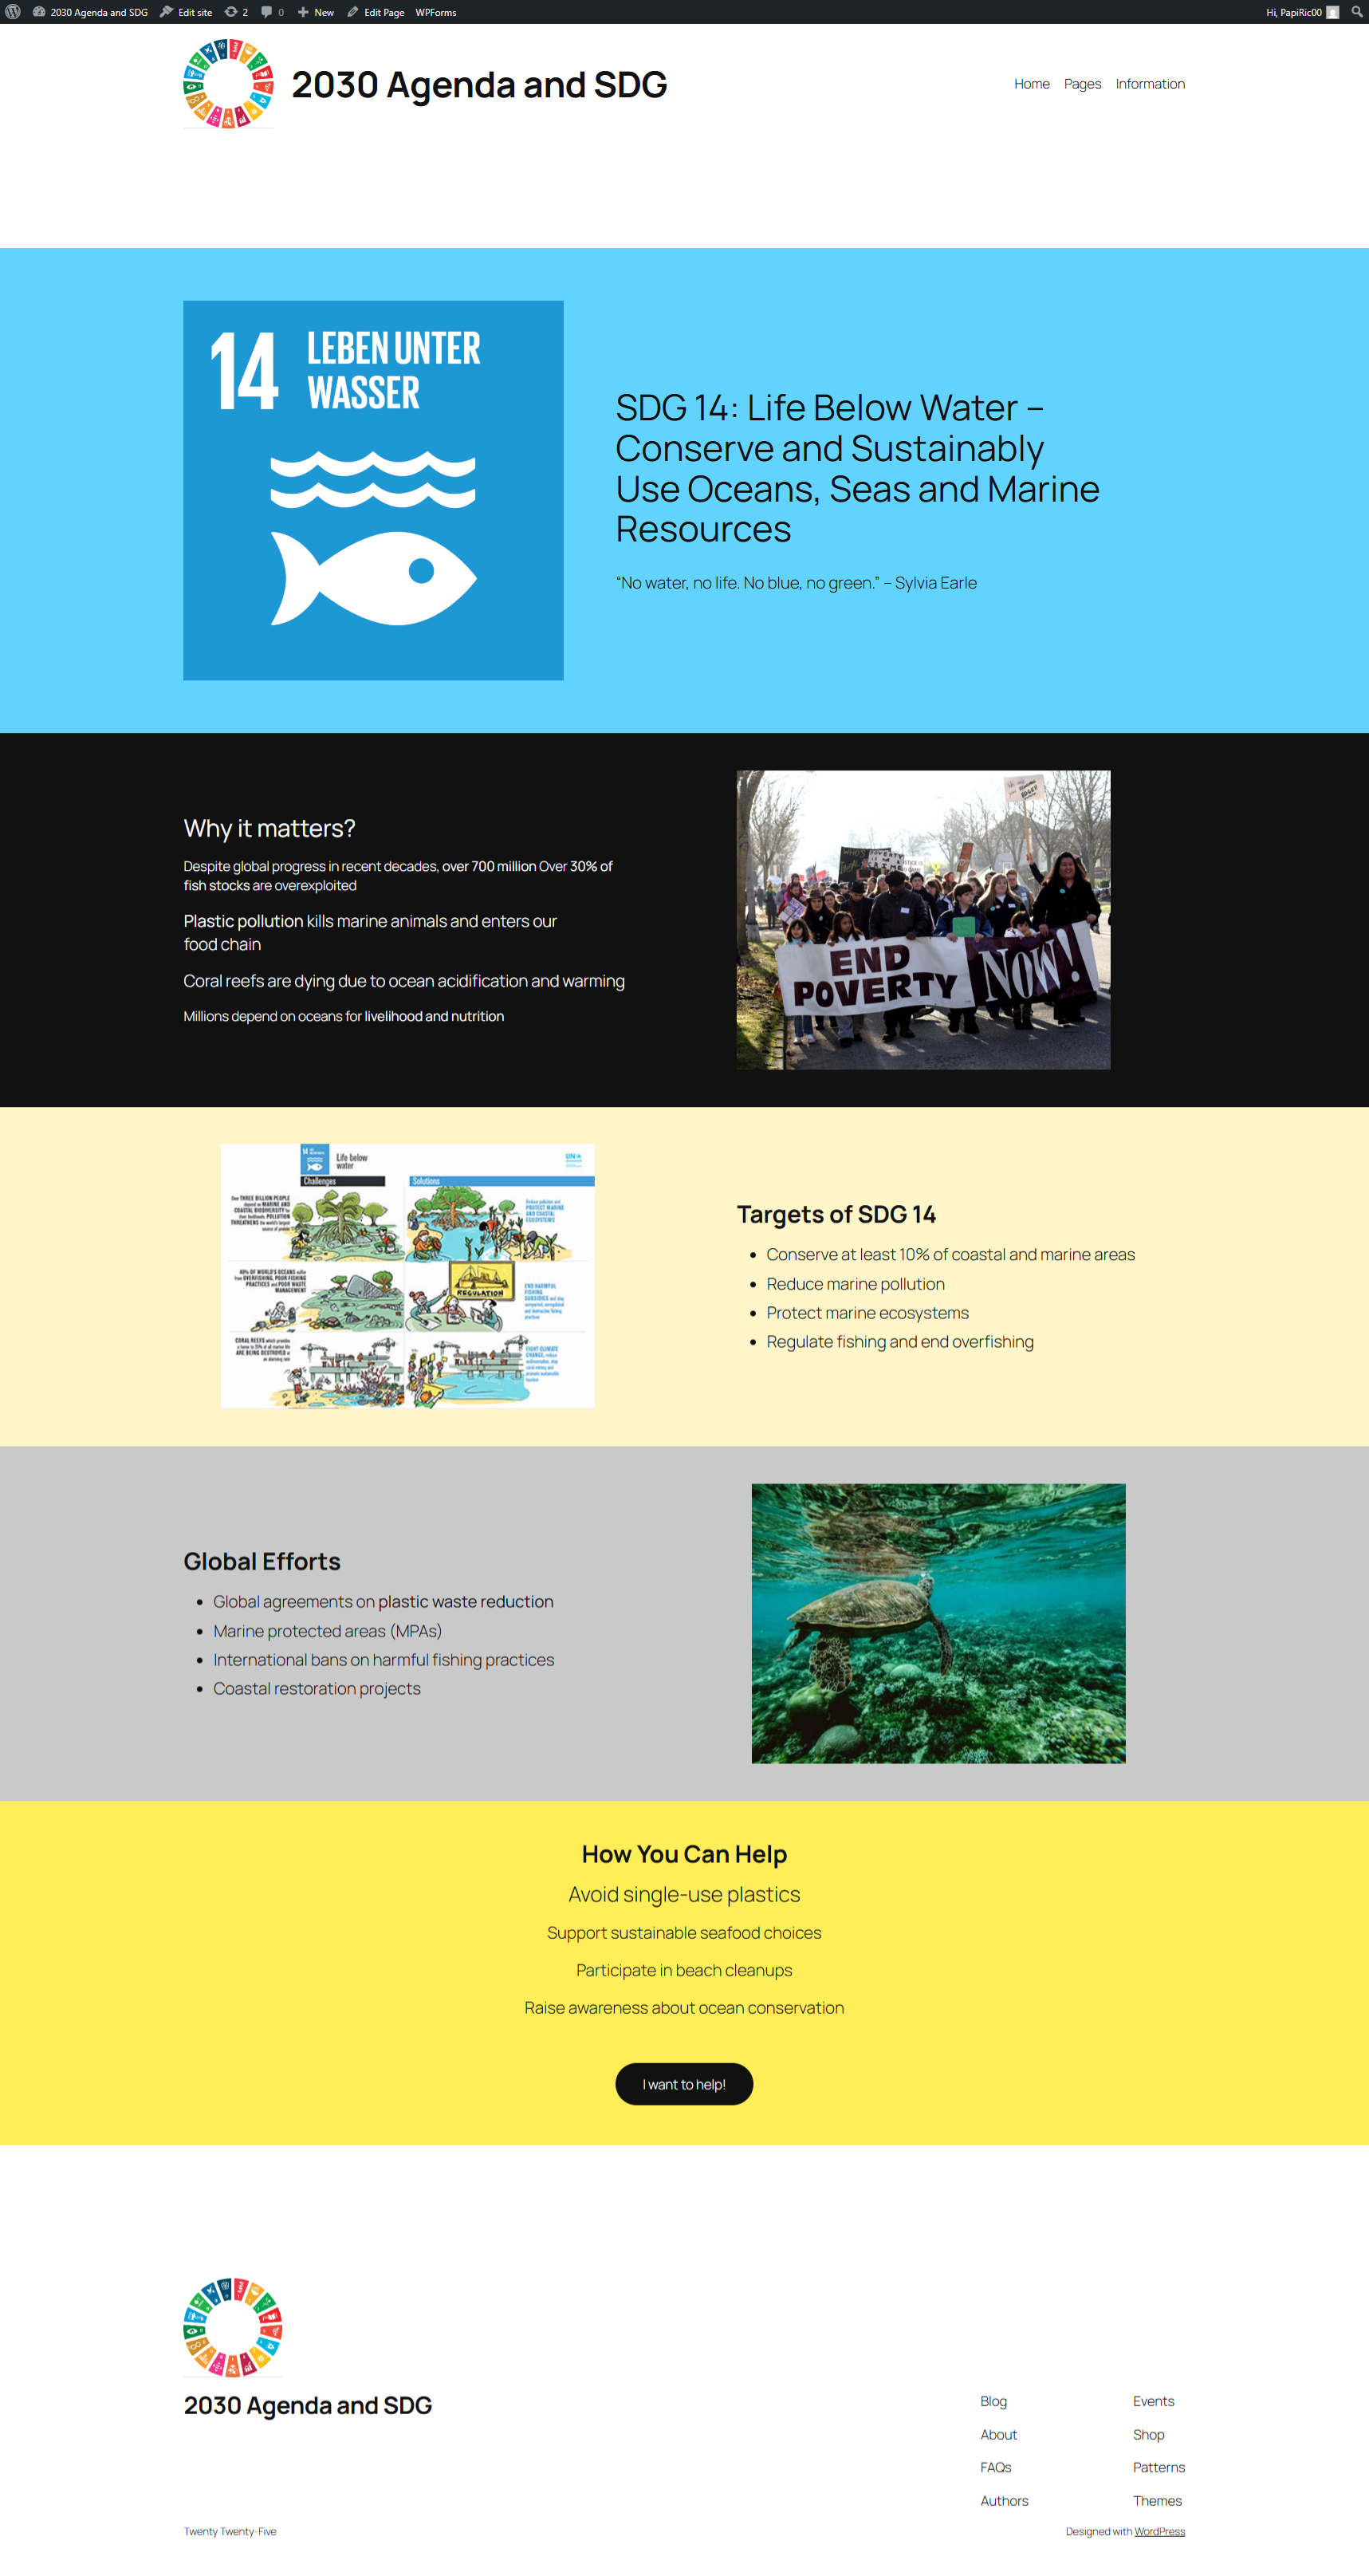 2030 Agenda and SDG
Edit site
2
0
New
Edit Page
WPForms
Hi, PapiRic00
2030 Agenda and SDG
Home
Pages
Information
14 LEBEN UNTER
WASSER
SDG 14: Life Below Water –
Conserve and Sustainably
Use Oceans, Seas and Marine
Resources
“No water, no life. No blue, no green.” – Sylvia Earle
Why it matters?
Despite global progress in recent decades, over 700 million Over 30% of
fish stocks are overexploited
Plastic pollution kills marine animals and enters our
food chain
Coral reefs are dying due to ocean acidification and warming
Millions depend on oceans for livelihood and nutrition
END
POVERTY
NOW!
Life below
water
Challenges
Solutions
REGULATION
Targets of SDG 14
Conserve at least 10% of coastal and marine areas
Reduce marine pollution
Protect marine ecosystems
Regulate fishing and end overfishing
Global Efforts
Global agreements on plastic waste reduction
Marine protected areas (MPAs)
International bans on harmful fishing practices
Coastal restoration projects
How You Can Help
Avoid single-use plastics
Support sustainable seafood choices
Participate in beach cleanups
Raise awareness about ocean conservation
I want to help!
2030 Agenda and SDG
Blog
Events
About
Shop
FAQs
Patterns
Authors
Themes
Twenty Twenty-Five
Designed with WordPress